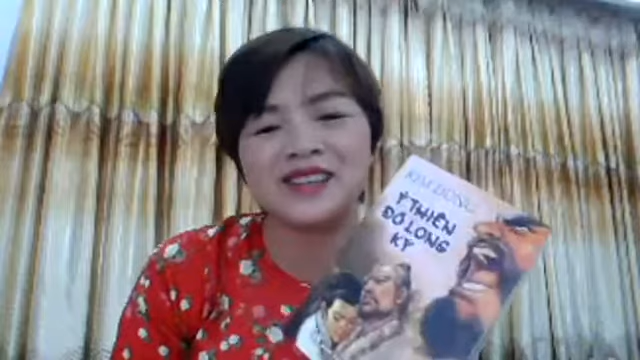 KIM DUNG
Ỷ THIÊN
ĐỒ LONG
KÝ